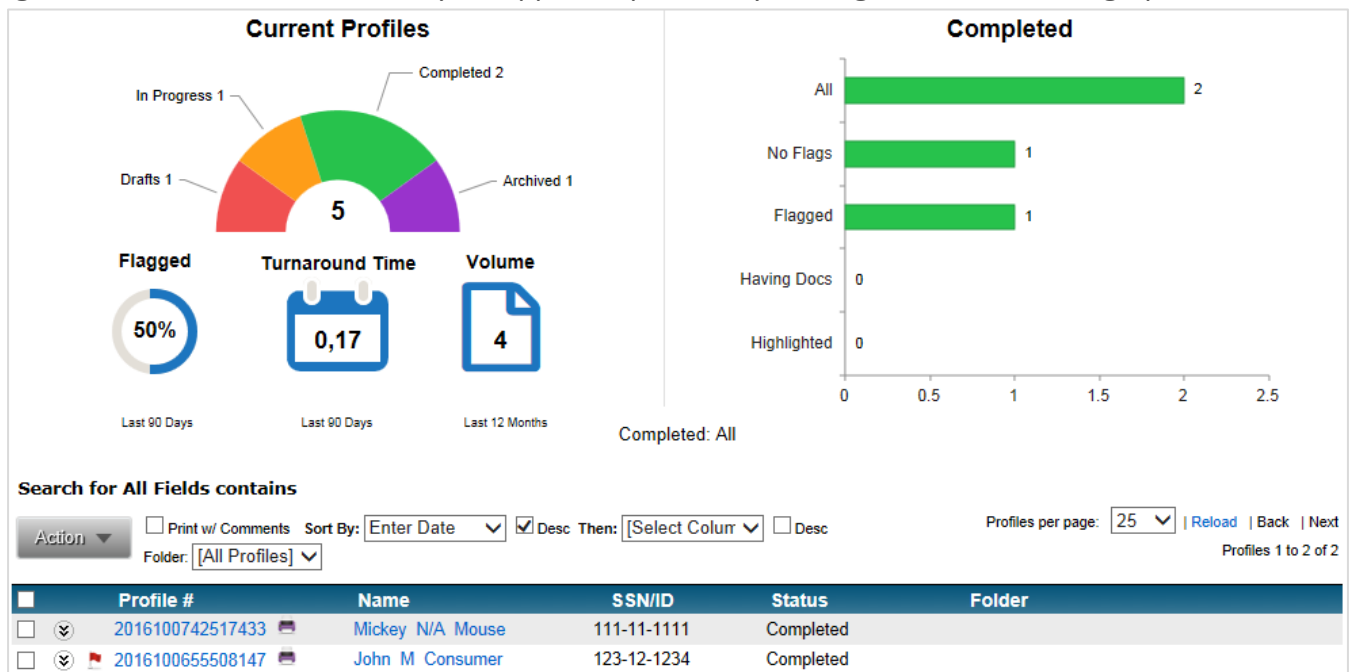 Current Profiles
Completed 2
In Progress 1
Drafts 1
Archived 1
5
Flagged
Turnaround Time
Volume
50%
0,17
4
Last 90 Days
Last 90 Days
Last 12 Months
Completed
All
2
No Flags
1
Flagged
1
Having Docs
0
Highlighted
0
0 0.5 1 1.5 2 2.5
Completed: All
Search for All Fields contains
Action Print w/ Comments Sort By: Enter Date Desc Then: [Select Colum Desc
Folder: [All Profiles]
Profiles per page: 25 | Reload | Back | Next
Profiles 1 to 2 of 2
Profile # Name SSN/ID Status Folder
2016100742517433 Mickey N/A Mouse 111-11-1111 Completed
2016100655508147 John M Consumer 123-12-1234 Completed